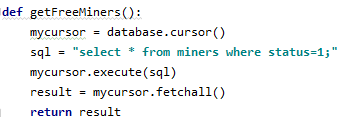 def getFreeMiners():
    mycursor = database.cursor()
    sql = "select * from miners where status=1;"
    mycursor.execute(sql)
    result = mycursor.fetchall()
    return result